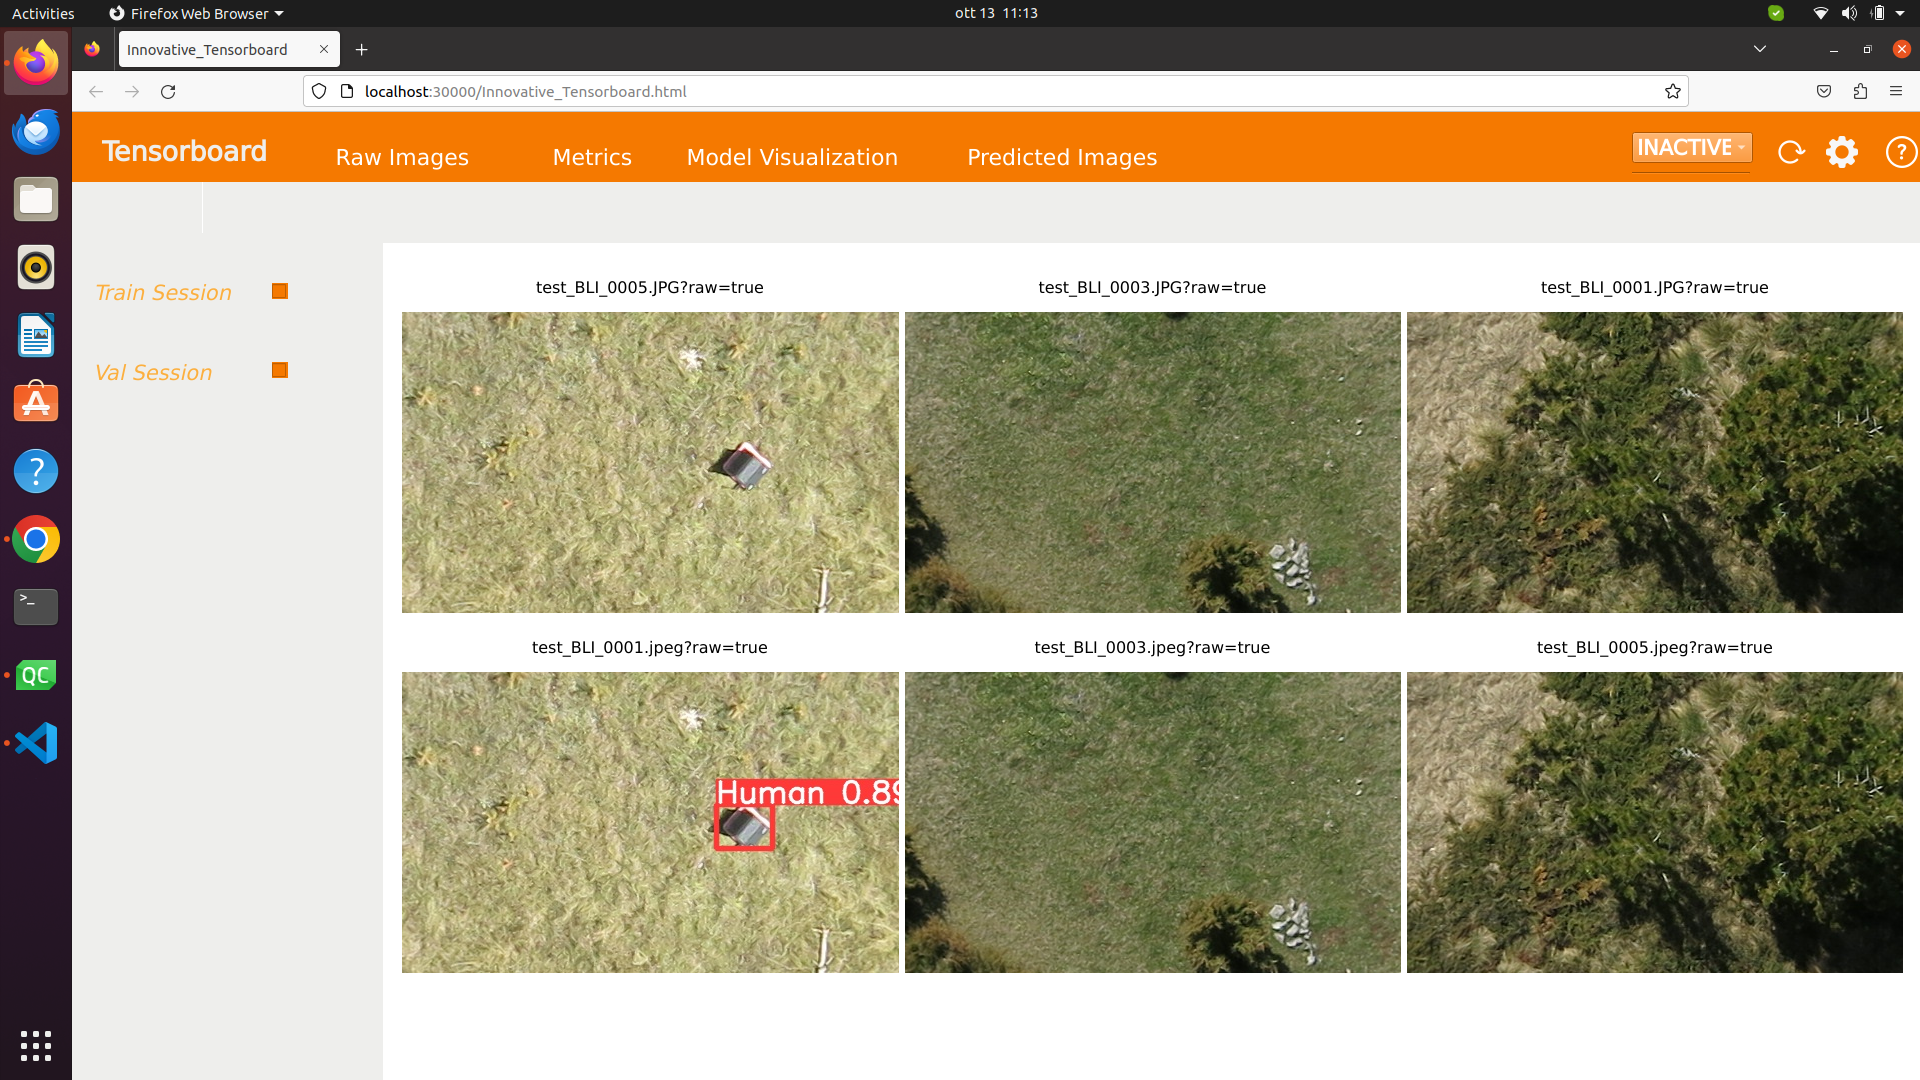 Activities
Firefox Web Browser
ott 13 11:13
Innovative_Tensorboard
localhost:30000/Innovative_Tensorboard.html
Tensorboard
Raw Images
Metrics
Model Visualization
Predicted Images
INACTIVE
?
Train Session
Val Session
test_BLI_0005.JPG?raw=true
test_BLI_0003.JPG?raw=true
test_BLI_0001.JPG?raw=true
test_BLI_0001.jpeg?raw=true
test_BLI_0003.jpeg?raw=true
test_BLI_0005.jpeg?raw=true
Human 0.89
A
?
>_
QC